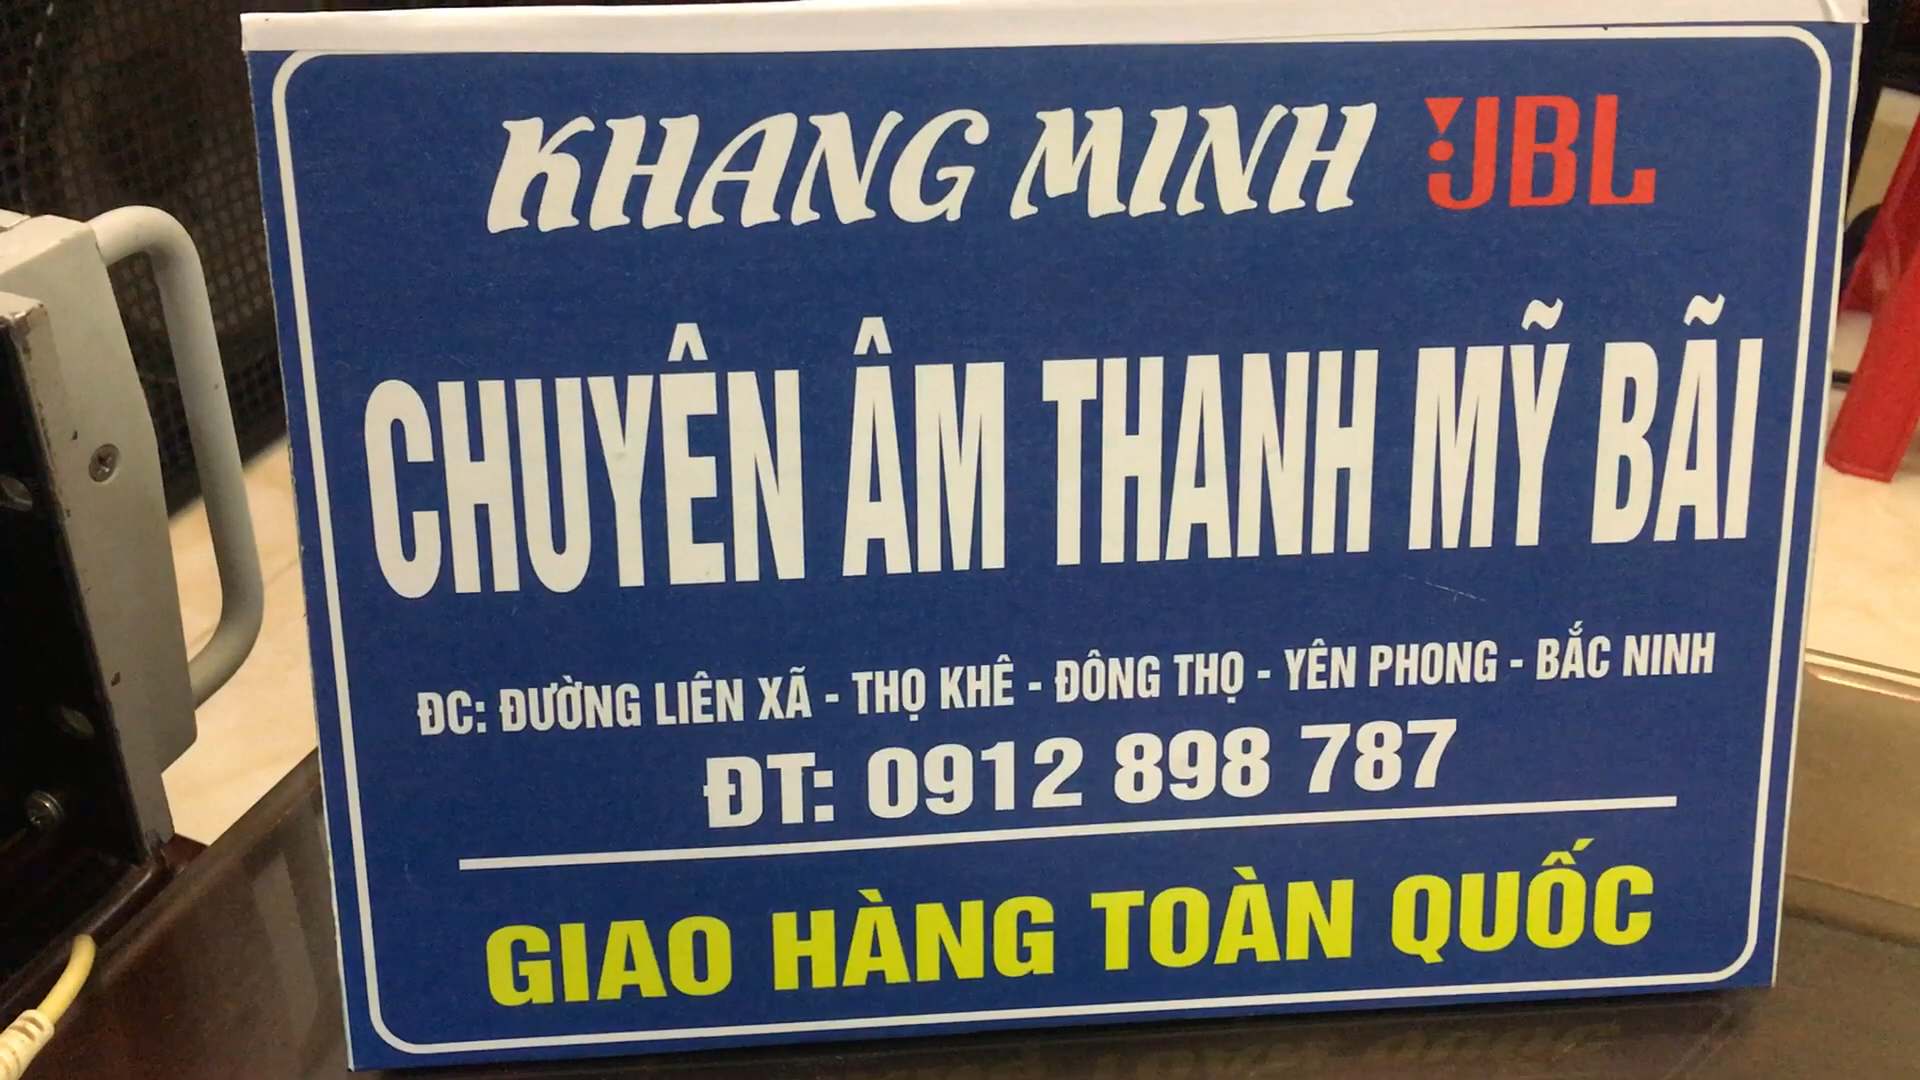 KHANG MINH JBL
CHUYÊN ÂM THANH MỸ BÃI
ĐC: ĐƯỜNG LIÊN XÃ - THỌ KHÊ - ĐÔNG THỌ - YÊN PHONG - BẮC NINH
ĐT: 0912 898 787
GIAO HÀNG TOÀN QUỐC